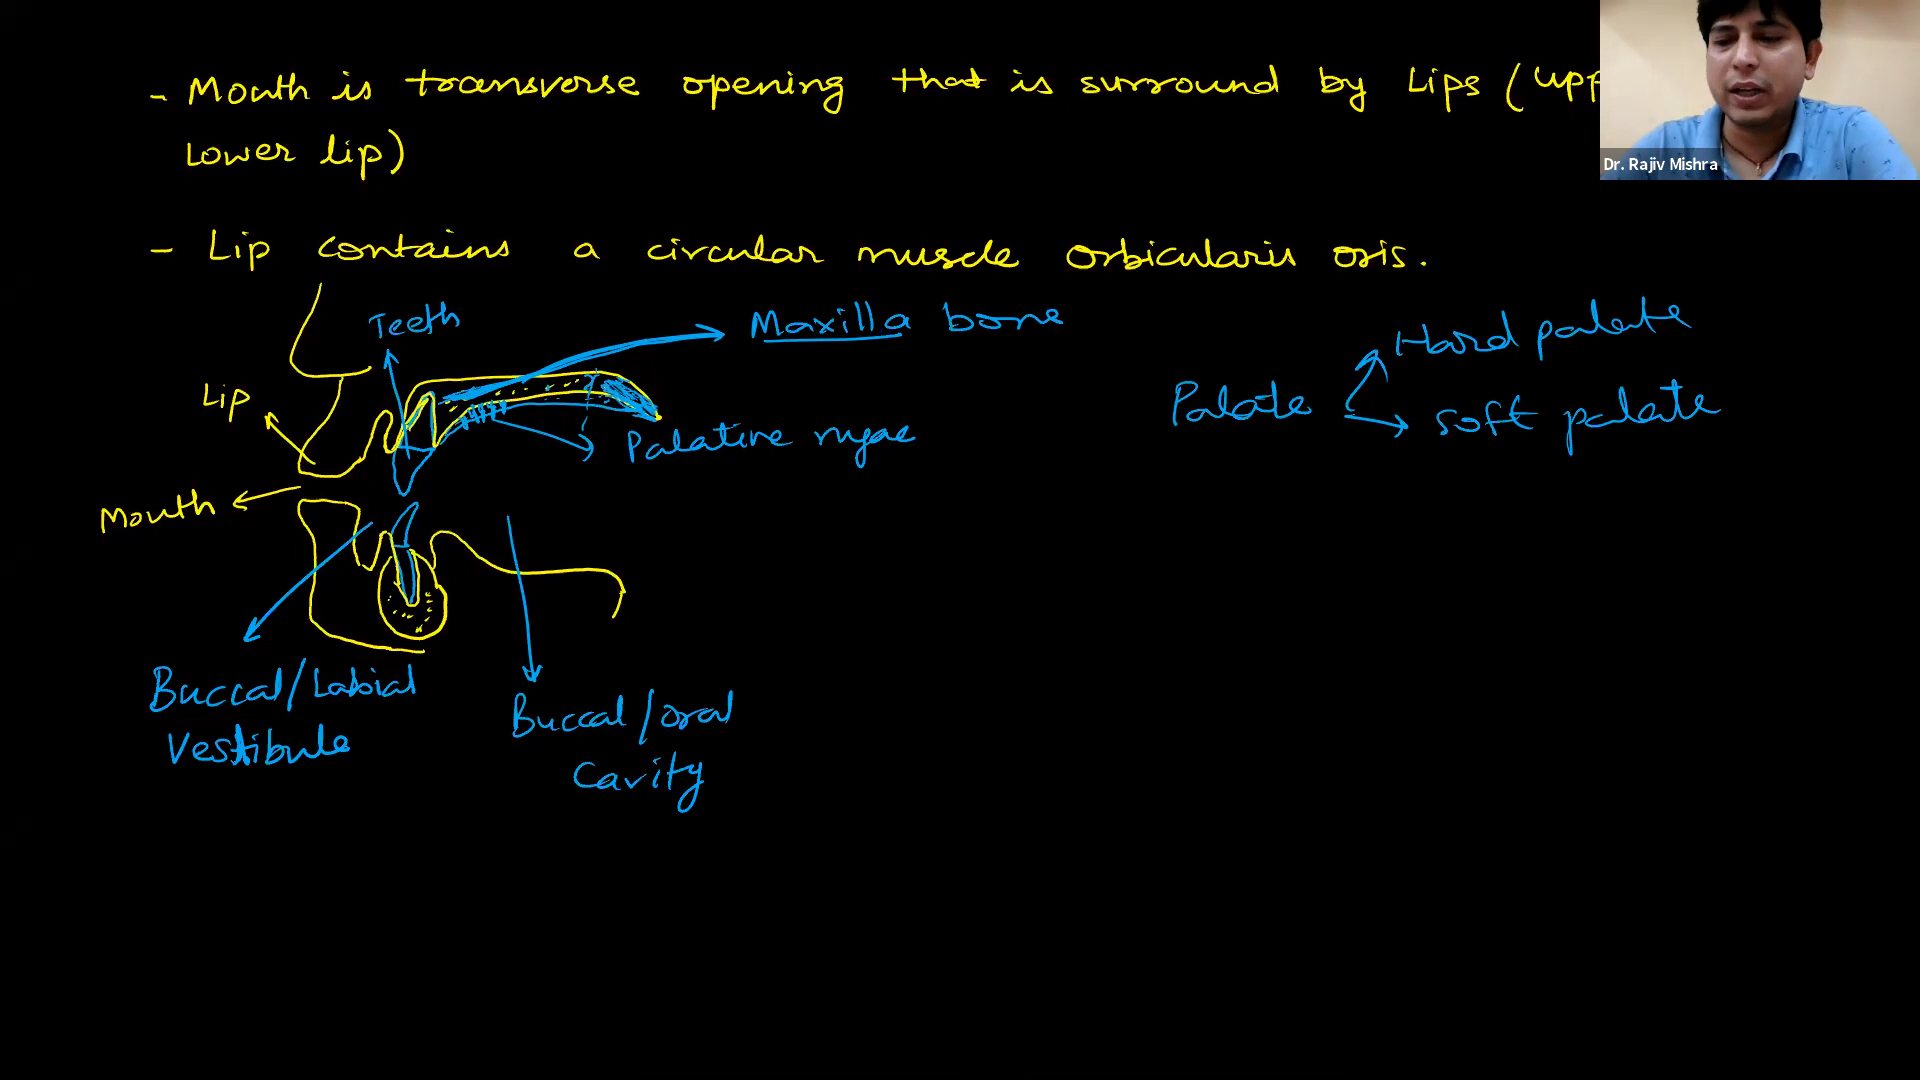 - Mouth is transverse opening that is surround by Lips (upp
Lower lip)
Dr. Rajiv Mishra
- Lip contains a circular muscle orbicularis oris.
Teeth
Maxilla bone
Hard palate
Lip
Palate
soft palate
Palatine rugae
Mouth
Buccal/Labial
Vestibule
Buccal/oral
Cavity